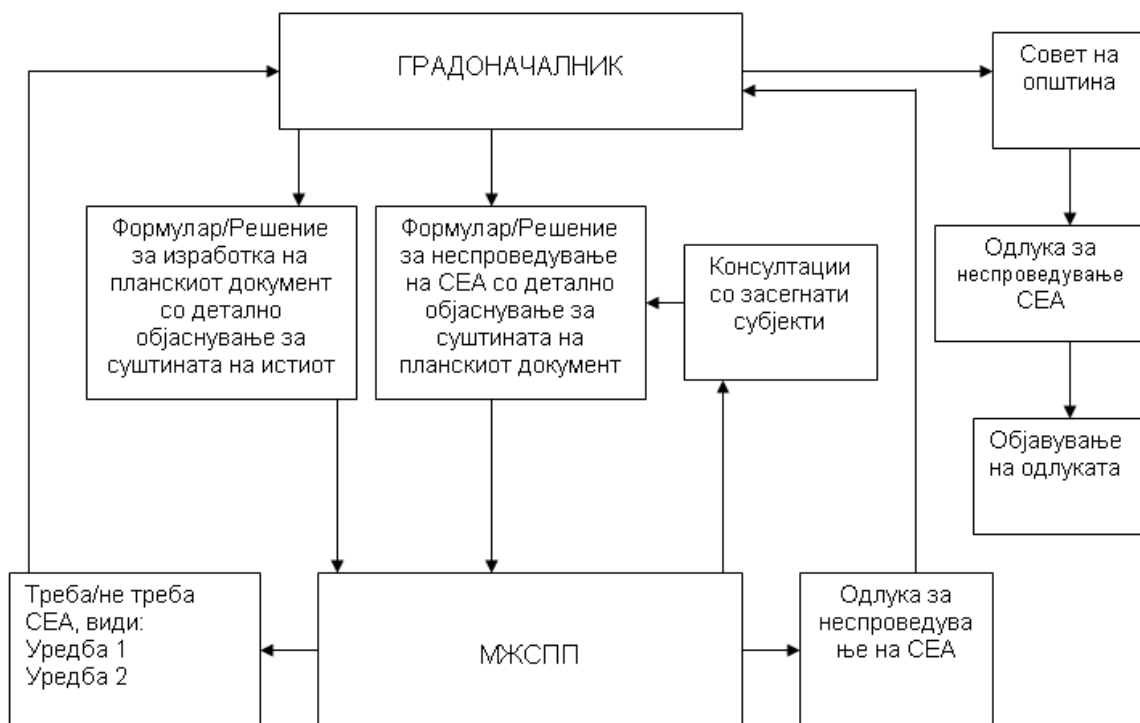 ГРАДОНАЧАЛНИК
Совет на
општина
Формулар/Решение
за изработка на
планскиот документ
со детално
објаснување за
суштината на истиот
Формулар/Решение
за неспроведување
на СЕА со детално
објаснување за
суштината на
планскиот документ
Консултации
со засегнати
субјекти
Одлука за
неспроведување
СЕА
Објавување
на одлуката
Треба/не треба
СЕА, види:
Уредба 1
Уредба 2
МЖСПП
Одлука за
неспроведува
ње на СЕА